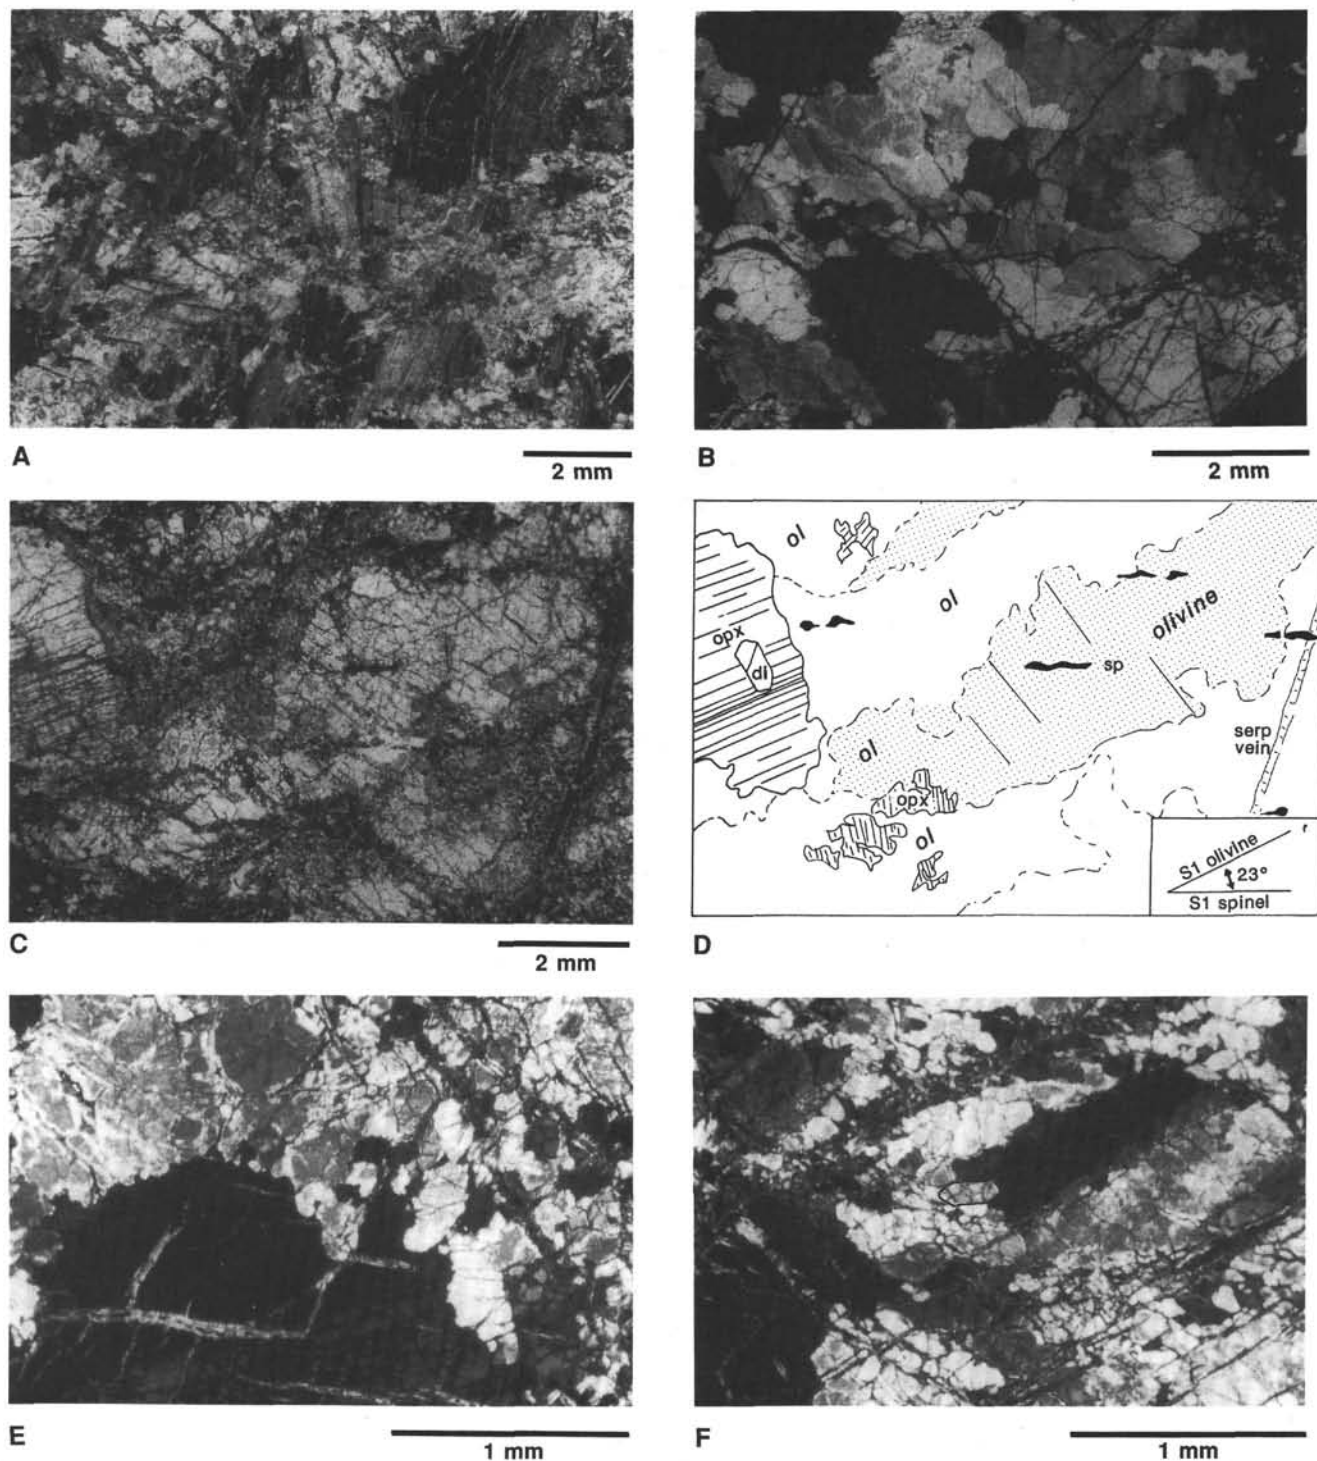 A
2 mm
B
2 mm
C
2 mm
ol
ol
olivine
opx
di
sp
ol
serp
vein
opx
ol
S1 olivine
23°
S1 spinel
D
E
1 mm
F
1 mm